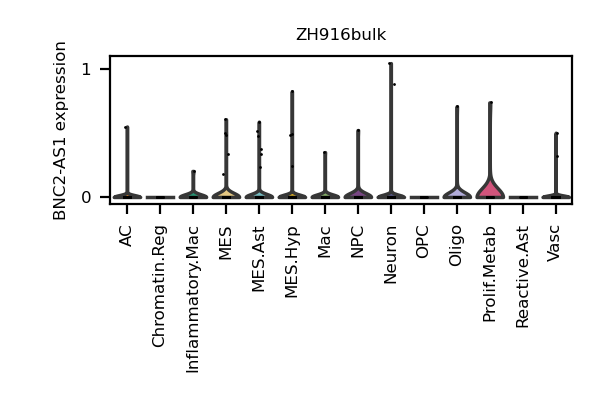 ZH916bulk
BNC2-AS1 expression
1
0
AC
Chromatin.Reg
Inflammatory.Mac
MES
MES.Ast
MES.Hyp
Mac
NPC
Neuron
OPC
Oligo
Prolif.Metab
Reactive.Ast
Vasc